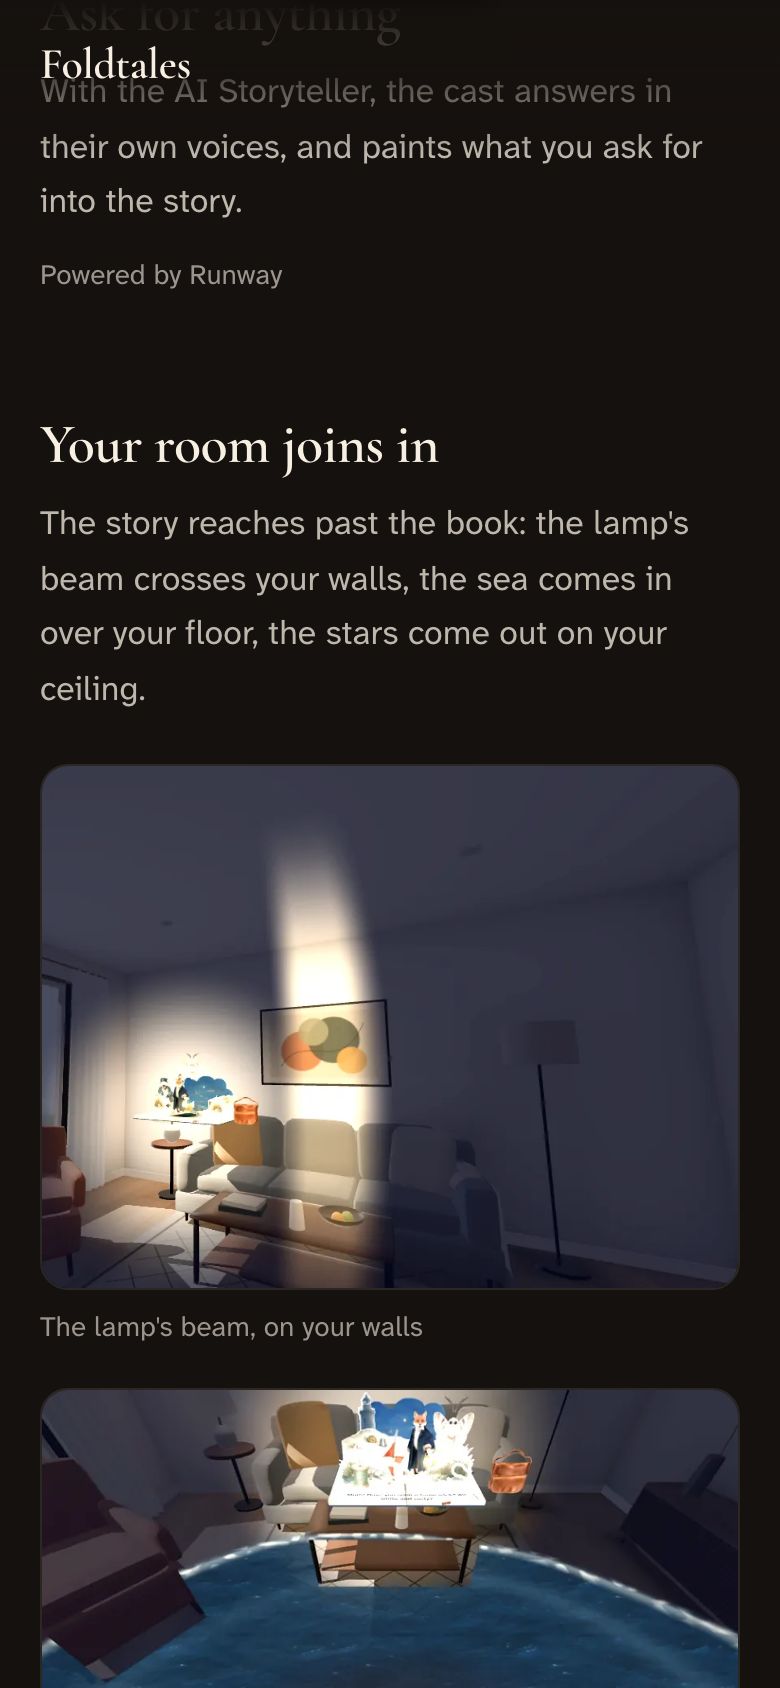 Ask for anything
Foldtales
With the AI Storyteller, the cast answers in
their own voices, and paints what you ask for
into the story.
Powered by Runway
Your room joins in
The story reaches past the book: the lamp's
beam crosses your walls, the sea comes in
over your floor, the stars come out on your
ceiling.
The lamp's beam, on your walls